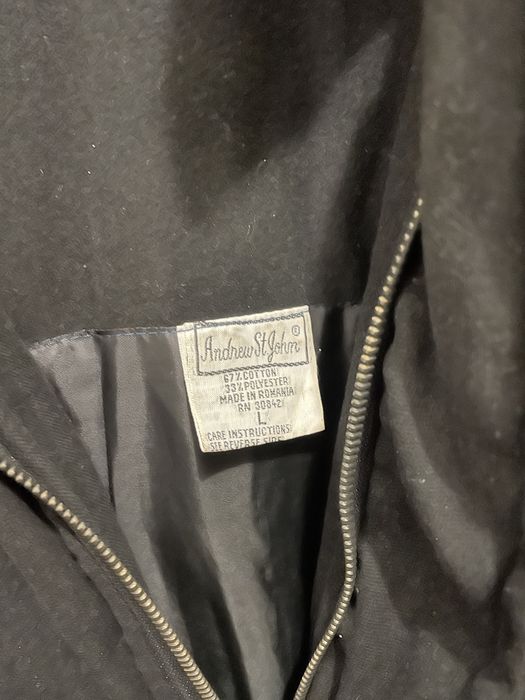 Andrew St John ®
67% COTTON
33% POLYESTER
MADE IN ROMANIA
RN 30842
L
CARE INSTRUCTIONS
SEE REVERSE SIDE